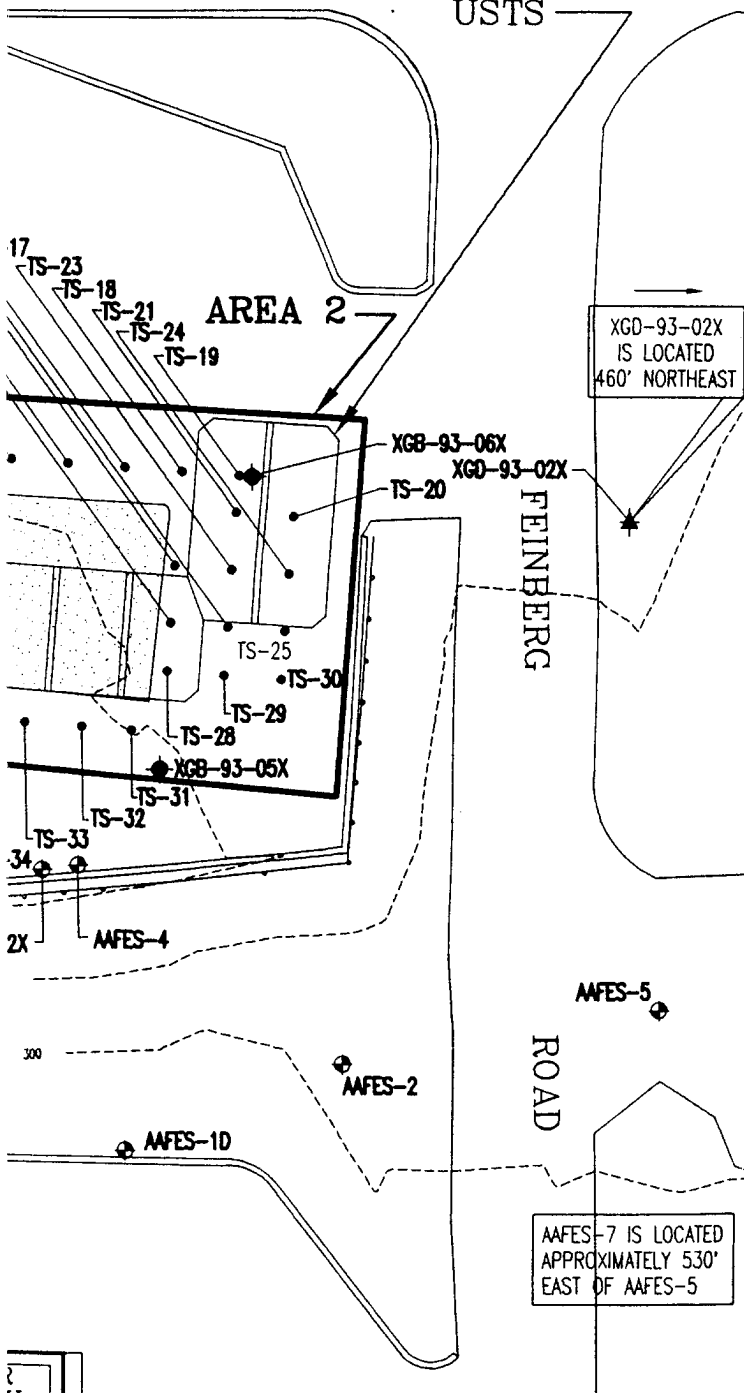 USTS
17
TS-23
TS-18
TS-21
TS-24
TS-19
AREA 2
XGD-93-02X
IS LOCATED
460' NORTHEAST
XGB-93-06X
XGD-93-02X
TS-20
FEINBERG
TS-25
TS-30
TS-29
TS-28
XGB-93-05X
TS-31
TS-32
TS-33
34
2X
AAFES-4
AAFES-5
300
ROAD
AAFES-2
AAFES-1D
AAFES-7 IS LOCATED
APPROXIMATELY 530'
EAST OF AAFES-5